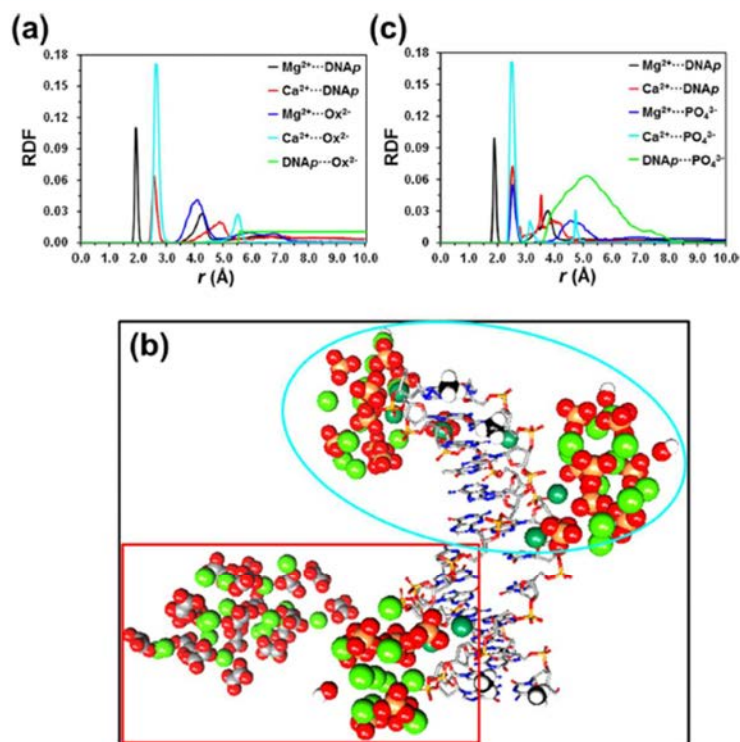 (a)
0.18
0.15
0.12
0.09
0.06
0.03
0.00
RDF
Mg²⁺···DNAp
Ca²⁺···DNAp
Mg²⁺···Ox²⁻
Ca²⁺···Ox²⁻
DNAp···Ox²⁻
0.0 1.0 2.0 3.0 4.0 5.0 6.0 7.0 8.0 9.0 10.0
r (Å)
(c)
0.18
0.15
0.12
0.09
0.06
0.03
0.00
RDF
Mg²⁺···DNAp
Ca²⁺···DNAp
Mg²⁺···PO₄³⁻
Ca²⁺···PO₄³⁻
DNAp···PO₄³⁻
0.0 1.0 2.0 3.0 4.0 5.0 6.0 7.0 8.0 9.0 10.0
r (Å)
(b)